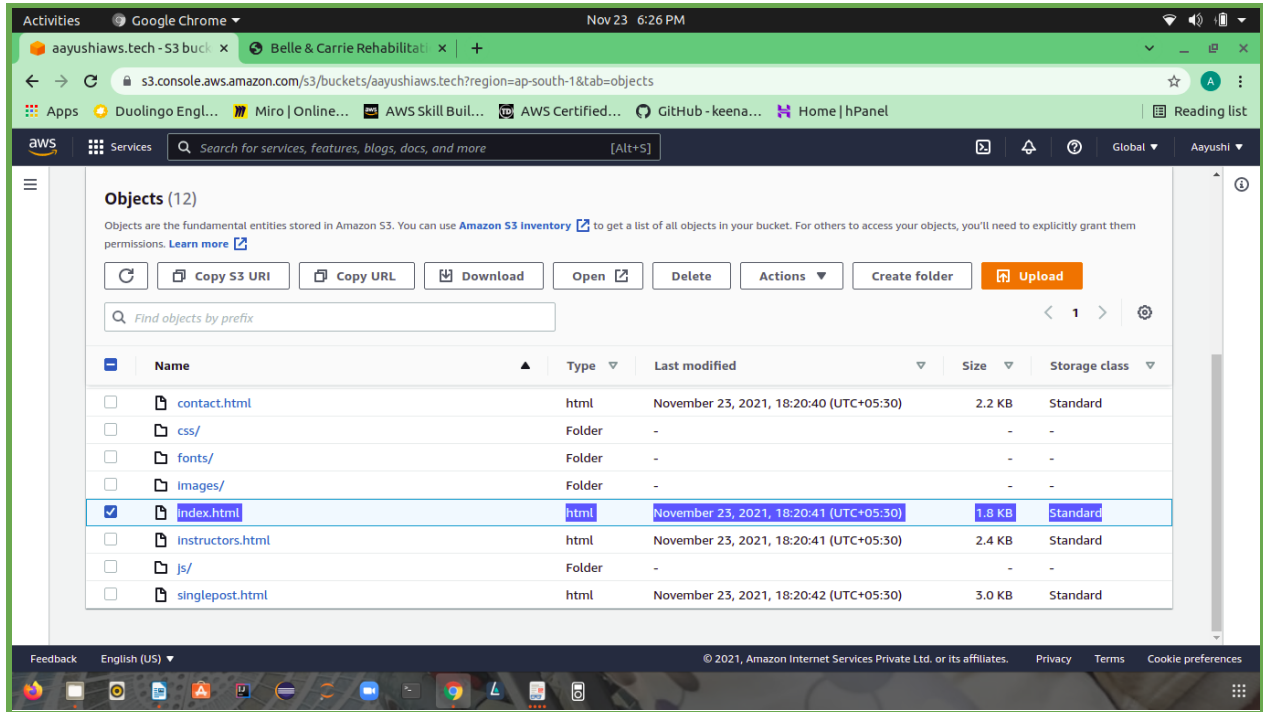 Activities Google Chrome Nov 23 6:26 PM
aayushiaws.tech - S3 buck Belle & Carrie Rehabilitati
s3.console.aws.amazon.com/s3/buckets/aayushiaws.tech?region=ap-south-1&tab=objects A
Apps Duolingo Engl... Miro | Online... AWS Skill Buil... AWS Certified... GitHub - keena... Home | hPanel Reading list
aws Services Search for services, features, blogs, docs, and more [Alt+S] Global Aayushi
Objects (12)
Objects are the fundamental entities stored in Amazon S3. You can use Amazon S3 inventory to get a list of all objects in your bucket. For others to access your objects, you'll need to explicitly grant them
permissions. Learn more
Copy S3 URI Copy URL Download Open Delete Actions Create folder Upload
Find objects by prefix 1
Name Type Last modified Size Storage class
contact.html html November 23, 2021, 18:20:40 (UTC+05:30) 2.2 KB Standard
css/ Folder - - -
fonts/ Folder - - -
images/ Folder - - -
index.html html November 23, 2021, 18:20:41 (UTC+05:30) 1.8 KB Standard
instructors.html html November 23, 2021, 18:20:41 (UTC+05:30) 2.4 KB Standard
js/ Folder - - -
singlepost.html html November 23, 2021, 18:20:42 (UTC+05:30) 3.0 KB Standard
Feedback English (US) © 2021, Amazon Internet Services Private Ltd. or its affiliates. Privacy Terms Cookie preferences